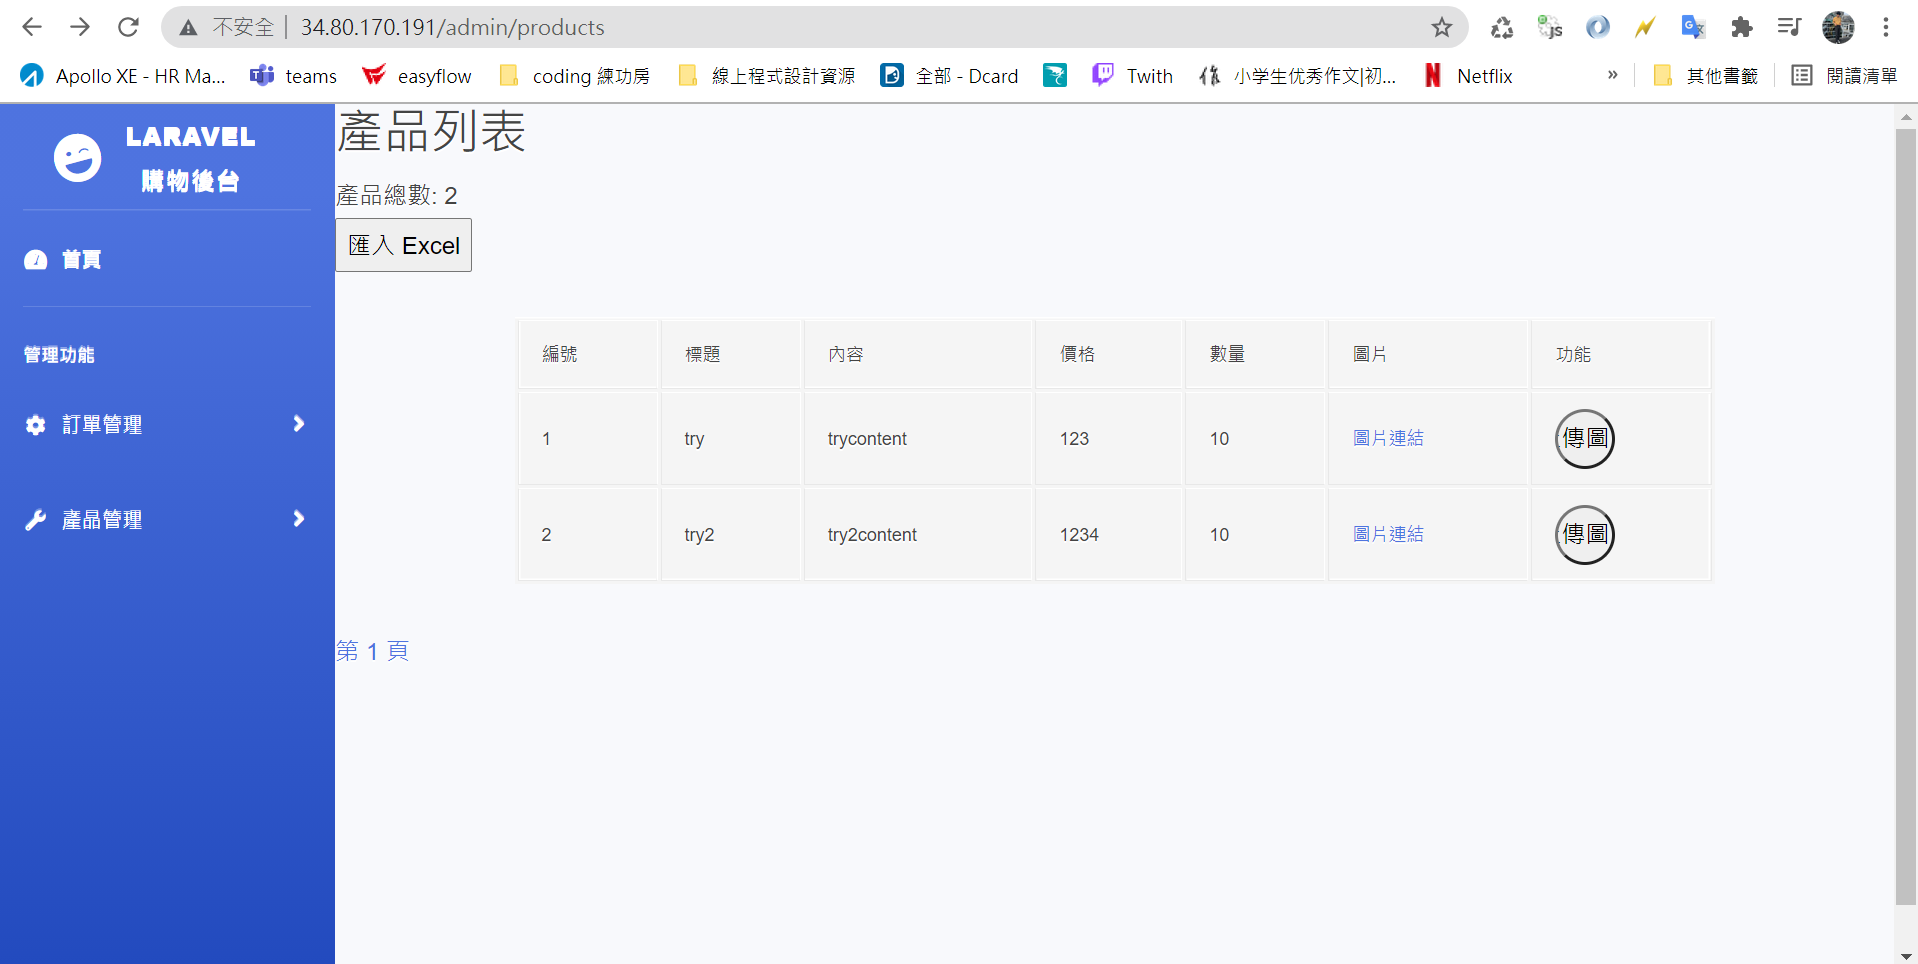 不安全 | 34.80.170.191/admin/products
Apollo XE - HR Ma... teams easyflow coding 練功房 線上程式設計資源 全部 - Dcard Twith 小学生优秀作文|初... Netflix » 其他書籤 閱讀清單
LARAVEL
購物後台
首頁
管理功能
訂單管理
產品管理
產品列表
產品總數: 2
匯入 Excel
編號 標題 內容 價格 數量 圖片 功能
1 try trycontent 123 10 圖片連結 傳圖
2 try2 try2content 1234 10 圖片連結 傳圖
第 1 頁